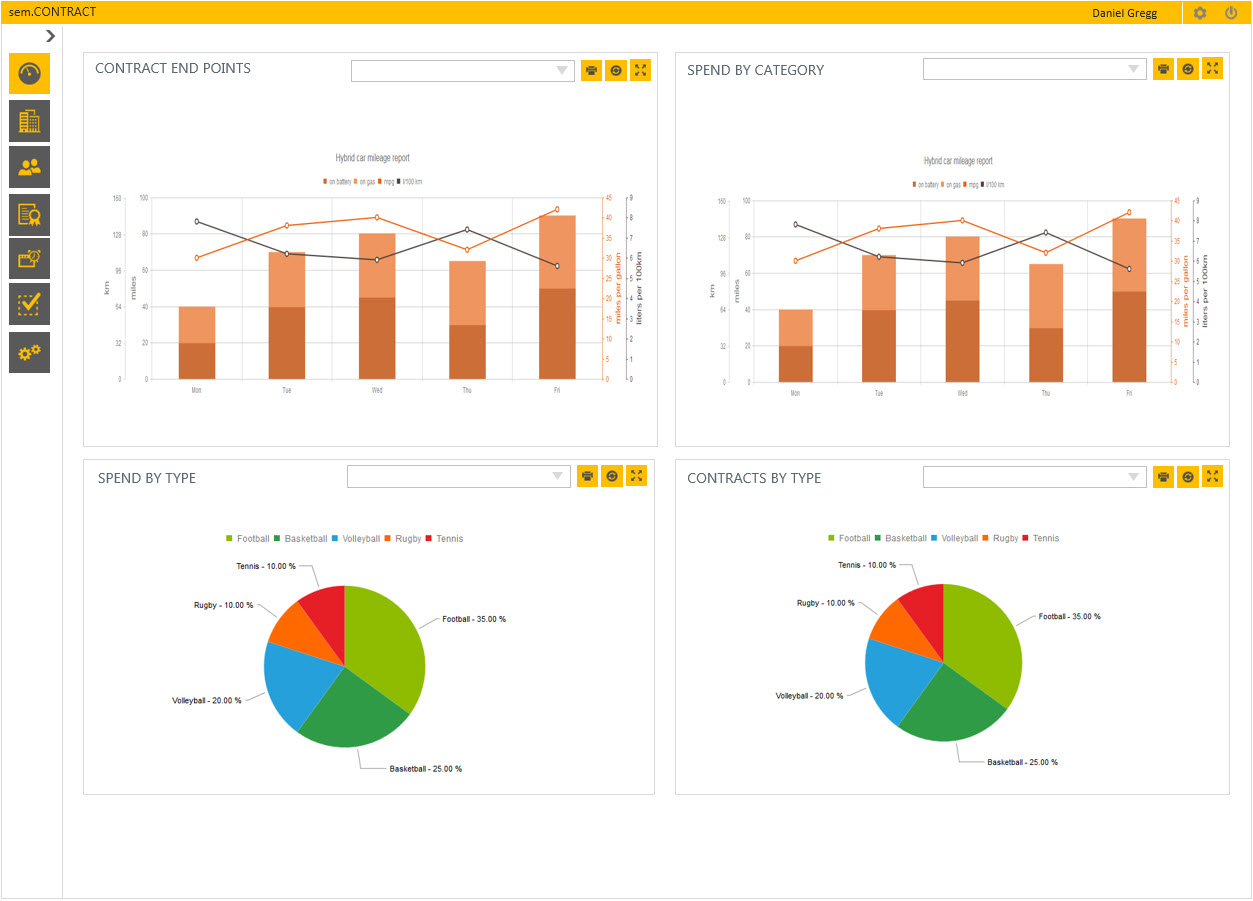 sem.CONTRACT Daniel Gregg
CONTRACT END POINTS
Hybrid car mileage report
on battery on gas mpg l/100 km
160 128 96 64 32 0
km
100 80 60 40 20 0
miles
45 40 35 30 25 20 15 10 5 0
miles per gallon
9 8 7 6 5 4 3 2 1 0
liters per 100km
Mon Tue Wed Thu Fri
SPEND BY CATEGORY
Hybrid car mileage report
on battery on gas mpg l/100 km
160 128 96 64 32 0
km
100 80 60 40 20 0
miles
45 40 35 30 25 20 15 10 5 0
miles per gallon
9 8 7 6 5 4 3 2 1 0
liters per 100km
Mon Tue Wed Thu Fri
SPEND BY TYPE
Football Basketball Volleyball Rugby Tennis
Tennis - 10.00 %
Rugby - 10.00 %
Football - 35.00 %
Volleyball - 20.00 %
Basketball - 25.00 %
CONTRACTS BY TYPE
Football Basketball Volleyball Rugby Tennis
Tennis - 10.00 %
Rugby - 10.00 %
Football - 35.00 %
Volleyball - 20.00 %
Basketball - 25.00 %